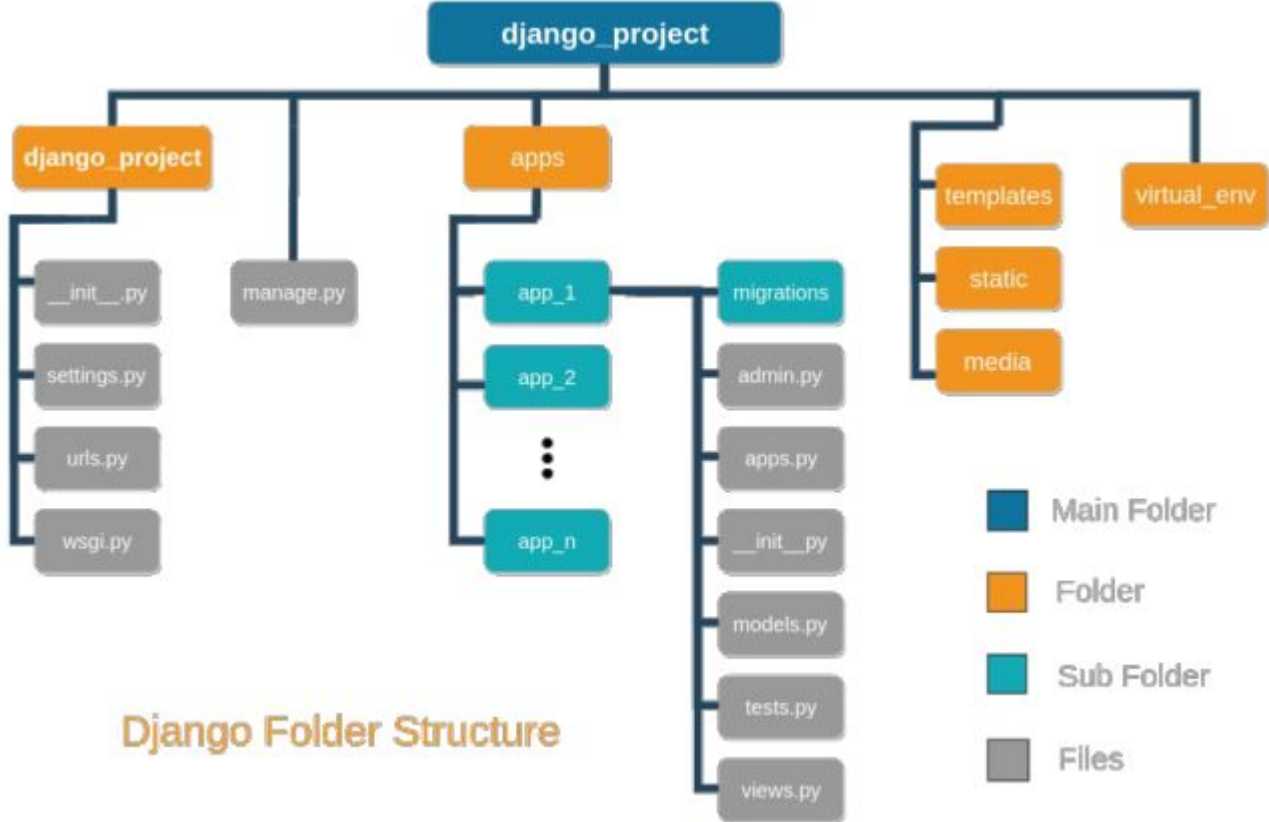 django_project
django_project
apps
templates
virtual_env
static
media
__init__.py
manage.py
settings.py
urls.py
wsgi.py
app_1
app_2
app_n
migrations
admin.py
apps.py
__init__py
models.py
tests.py
views.py
Main Folder
Folder
Sub Folder
Files
Django Folder Structure